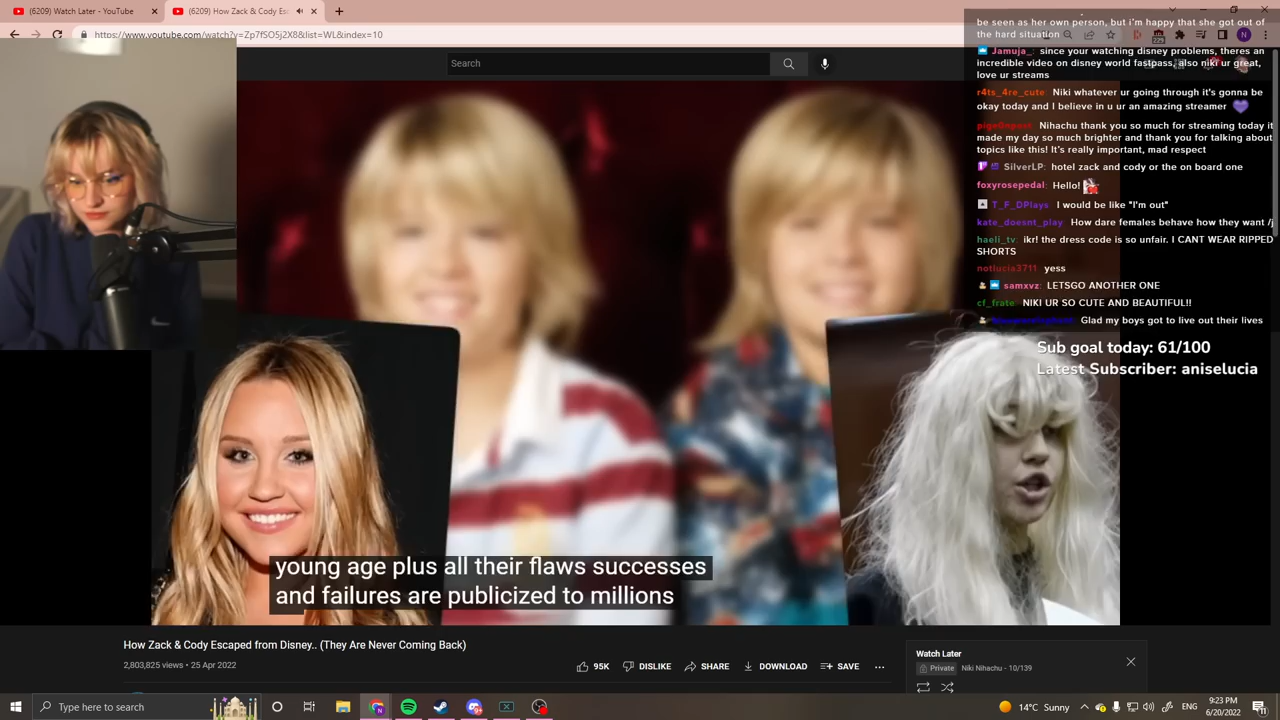 (6209) Watch Later - YouTube
(6209) How Zack & Cody Esc
https://www.youtube.com/watch?v=Zp7fSO5j2X8&list=WL&index=10
Search
be seen as her own person, but i'm happy that she got out of
the hard situation
Jamuja_: since your watching disney problems, theres an
incredible video on disney world fastpass, also niki ur great,
love ur streams
r4ts_4re_cute: Niki whatever ur going through it's gonna be
okay today and I believe in u ur an amazing streamer
Nihachu thank you so much for streaming today it
made my day so much brighter and thank you for talking about
topics like this! It's really important, mad respect
SilverLP: hotel zack and cody or the on board one
foxyrosepedal: Hello!
T_F_DPlays: I would be like "I'm out"
kate_doesnt_play: How dare females behave how they want /j
haeli_tv: ikr! the dress code is so unfair. I CANT WEAR RIPPED
SHORTS
notlucia3711: yess
samxvz: LETSGO ANOTHER ONE
cf_frate: NIKI UR SO CUTE AND BEAUTIFUL!!
Glad my boys got to live out their lives
Sub goal today: 61/100
Latest Subscriber: aniselucia
young age plus all their flaws successes
and failures are publicized to millions
How Zack & Cody Escaped from Disney.. (They Are Never Coming Back)
2,803,825 views • 25 Apr 2022
95K
DISLIKE
SHARE
DOWNLOAD
SAVE
Watch Later
Private
Niki Nihachu - 10/139
Type here to search
14°C Sunny
ENG
9:23 PM
6/20/2022